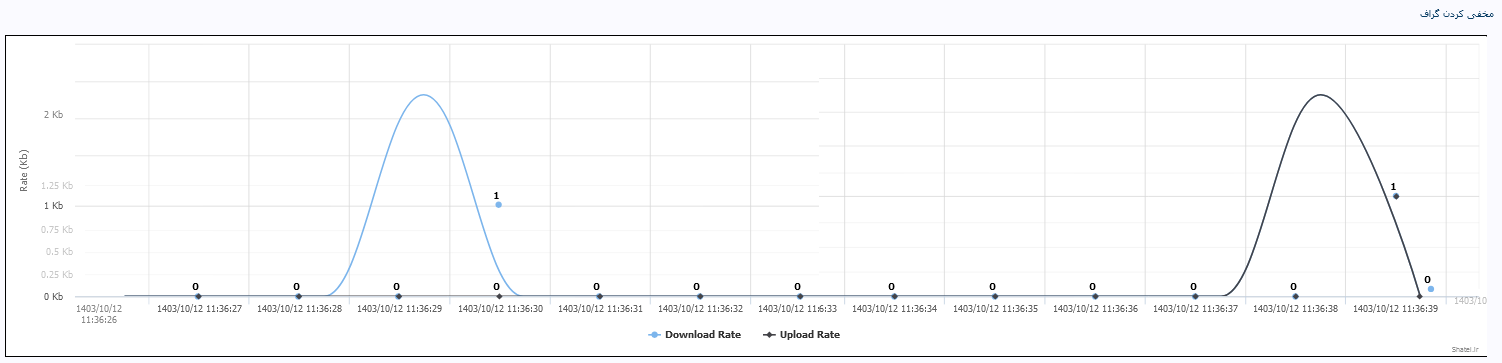 مخفی کردن گراف
Rate (Kb)
2 Kb
1.25 Kb
1 Kb
0.75 Kb
0.5 Kb
0.25 Kb
0 Kb
1 1 0
0 0 0 0 0 0 0 0 0 0 0 0
1403/10/12 11:36:26
1403/10/12 11:36:27
1403/10/12 11:36:28
1403/10/12 11:36:29
1403/10/12 11:36:30
1403/10/12 11:36:31
1403/10/12 11:36:32
1403/10/12 11:36:33
1403/10/12 11:36:34
1403/10/12 11:36:35
1403/10/12 11:36:36
1403/10/12 11:36:37
1403/10/12 11:36:38
1403/10/12 11:36:39
1403/10
Download Rate Upload Rate
Shatel.ir